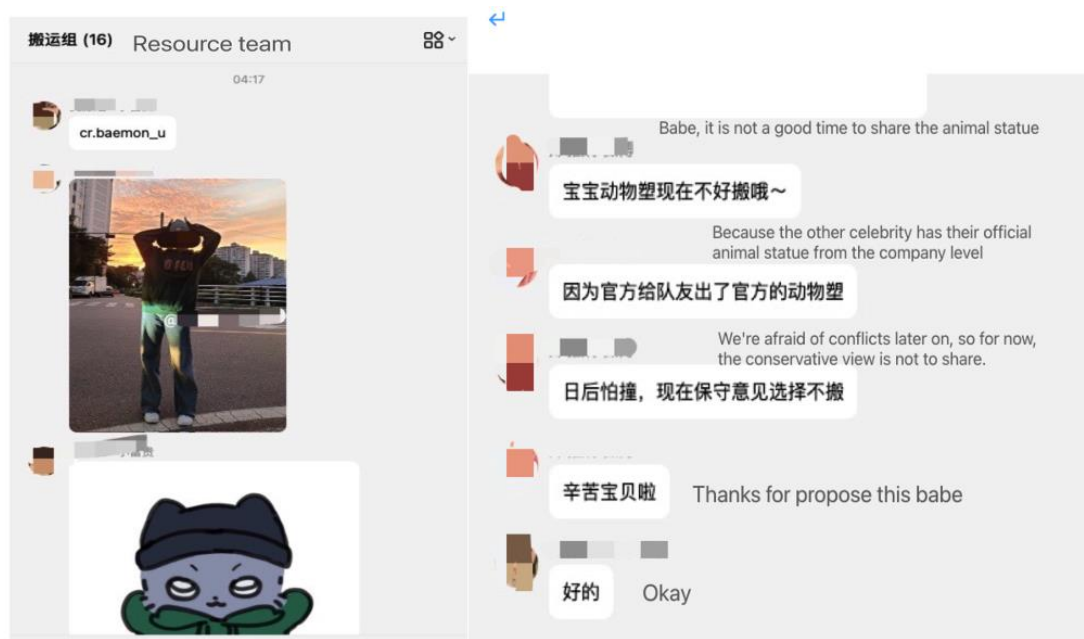 搬运组 (16) Resource team
04:17
cr.baemon_u
@
Babe, it is not a good time to share the animal statue
宝宝动物塑现在不好搬哦～
Because the other celebrity has their official
animal statue from the company level
因为官方给队友出了官方的动物塑
We're afraid of conflicts later on, so for now,
the conservative view is not to share.
日后怕撞，现在保守意见选择不搬
辛苦宝贝啦 Thanks for propose this babe
好的 Okay